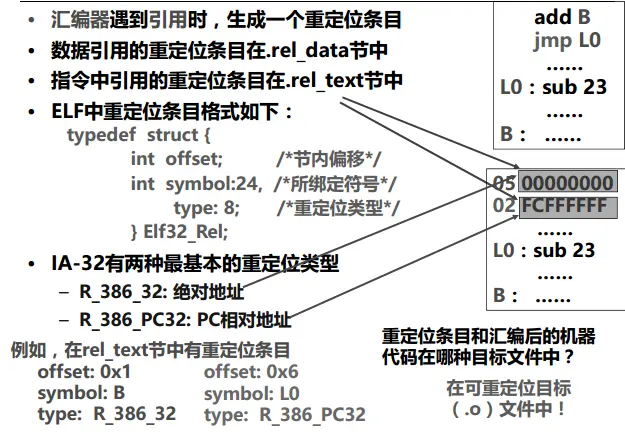 • 汇编器遇到引用时，生成一个重定位条目
• 数据引用的重定位条目在.rel_data节中
• 指令中引用的重定位条目在.rel_text节中
• ELF中重定位条目格式如下：
typedef struct {
int offset; /*节内偏移*/
int symbol:24, /*所绑定符号*/
type: 8; /*重定位类型*/
} Elf32_Rel;
• IA-32有两种最基本的重定位类型
– R_386_32: 绝对地址
– R_386_PC32: PC相对地址
例如，在rel_text节中有重定位条目
offset: 0x1 offset: 0x6
symbol: B symbol: L0
type: R_386_32 type: R_386_PC32
add B
jmp L0
……
L0：sub 23
……
B： ……
05 00000000
02 FCFFFFFF
……
L0：sub 23
……
B： ……
重定位条目和汇编后的机器
代码在哪种目标文件中？
在可重定位目标
（.o）文件中！